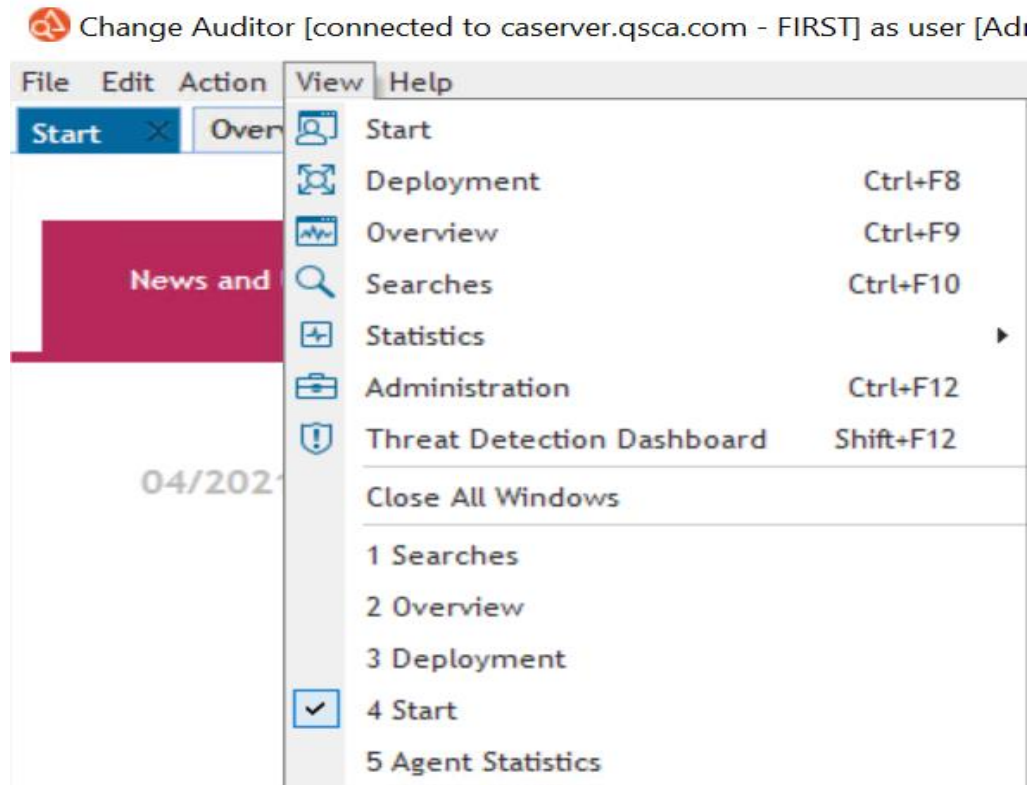 Change Auditor [connected to caserver.qsca.com - FIRST] as user
File Edit Action View Help
Start
Start
Deployment Ctrl+F8
Overview Ctrl+F9
News and
Searches Ctrl+F10
Statistics
Administration Ctrl+F12
Threat Detection Dashboard Shift+F12
04/2021
Close All Windows
1 Searches
2 Overview
3 Deployment
4 Start
5 Agent Statistics